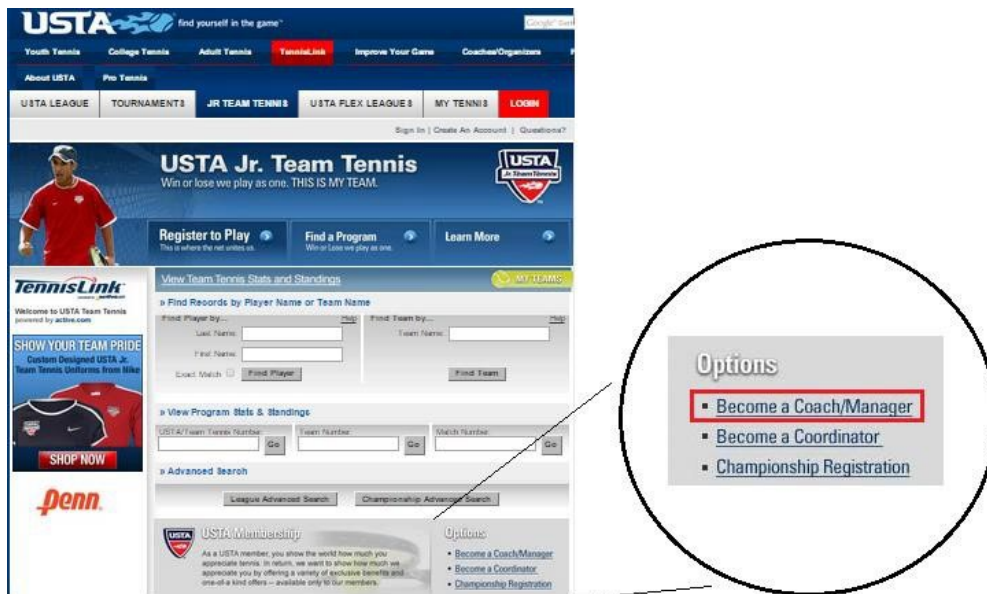 USTA find yourself in the game™
Youth Tennis College Tennis Adult Tennis TennisLink Improve Your Game Coaches/Organizers
About USTA Pro Tennis
USTA LEAGUE TOURNAMENTS JR TEAM TENNIS USTA FLEX LEAGUES MY TENNIS LOGIN
Sign In | Create An Account | Questions?
USTA Jr. Team Tennis
Win or lose we play as one. THIS IS MY TEAM.
USTA
Jr. Team Tennis
Register to Play
This is where the net unites us.
Find a Program
Win or Lose we play as one.
Learn More
TennisLink
Welcome to USTA Team Tennis
powered by active.com
SHOW YOUR TEAM PRIDE
Custom Designed USTA Jr.
Team Tennis Uniforms from Nike
SHOP NOW
Penn
View Team Tennis Stats and Standings
MY TEAMS
» Find Records by Player Name or Team Name
Find Player by... Help
Last Name:
First Name:
Exact Match
Find Player
Find Team by... Help
Team Name:
Find Team
» View Program Stats & Standings
USTA/Team Tennis Number: Go
Team Number: Go
Match Number: Go
» Advanced Search
League Advanced Search Championship Advanced Search
USTA
USTA Membership
As a USTA member, you show the world how much you
appreciate tennis. In return, we want to show how much we
appreciate you by offering a variety of exclusive benefits and
one-of-a kind offers – available only to our members.
Options
Become a Coach/Manager
Become a Coordinator
Championship Registration
Options
Become a Coach/Manager
Become a Coordinator
Championship Registration